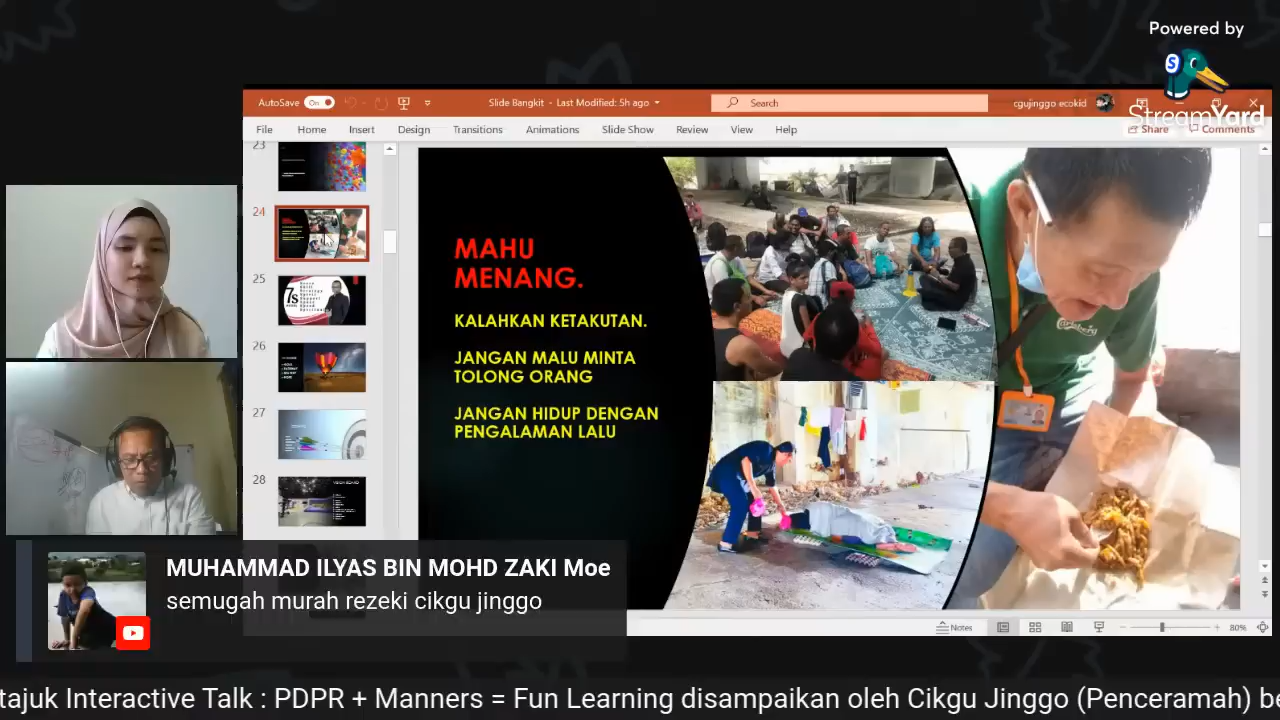 Powered by
StreamYard
AutoSave On
Slide Bangkit - Last Modified: 5h ago
Search
cgujinggo ecokid
File Home Insert Design Transitions Animations Slide Show Review View Help
Share Comments
23
24
25
26
27
28
MAHU
MENANG.
KALAHKAN KETAKUTAN.
JANGAN MALU MINTA
TOLONG ORANG
JANGAN HIDUP DENGAN
PENGALAMAN LALU
Carlsberg
7s
Notes
80%
MUHAMMAD ILYAS BIN MOHD ZAKI Moe
semugah murah rezeki cikgu jinggo
tajuk Interactive Talk : PDPR + Manners = Fun Learning disampaikan oleh Cikgu Jinggo (Penceramah) be